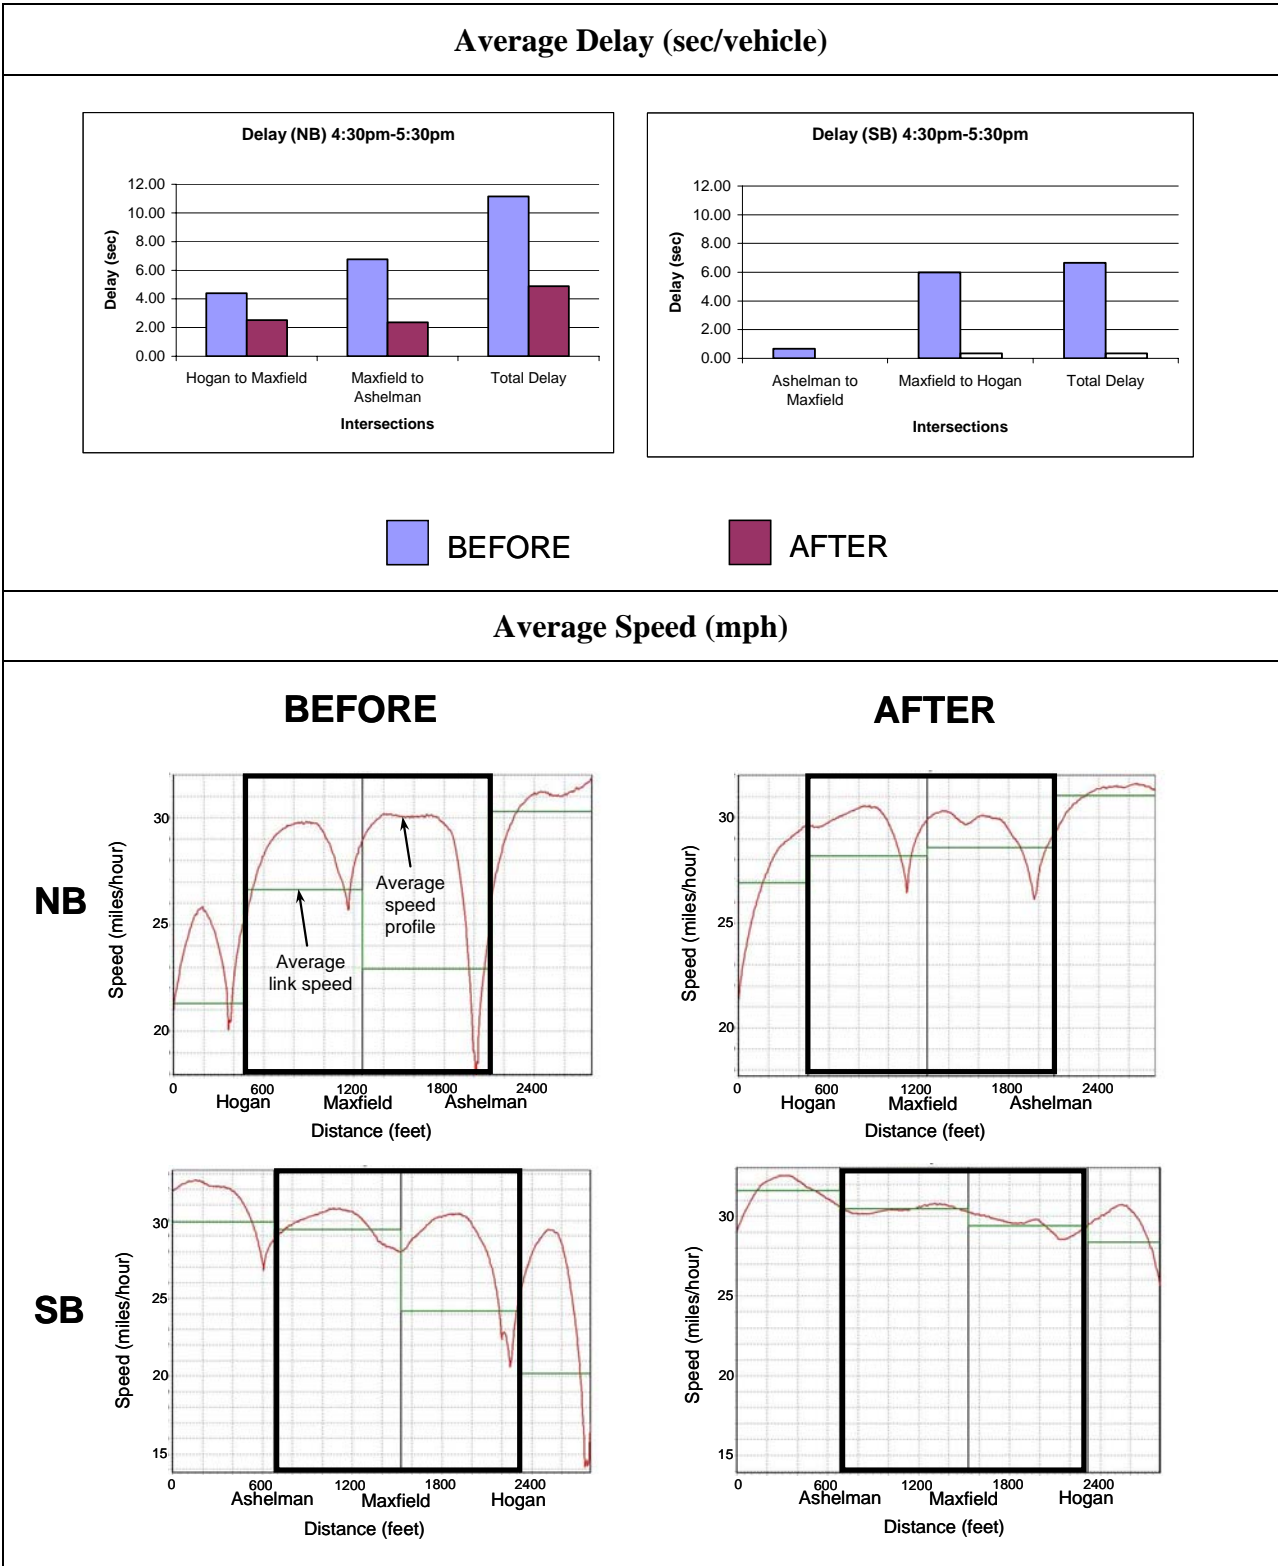 Average Delay (sec/vehicle)
Delay (NB) 4:30pm-5:30pm
12.00
10.00
8.00
6.00
4.00
2.00
0.00
Delay (sec)
Hogan to Maxfield
Maxfield to
Ashelman
Total Delay
Intersections
Delay (SB) 4:30pm-5:30pm
12.00
10.00
8.00
6.00
4.00
2.00
0.00
Delay (sec)
Ashelman to
Maxfield
Maxfield to Hogan
Total Delay
Intersections
BEFORE
AFTER
Average Speed (mph)
BEFORE
AFTER
NB
Speed (miles/hour)
30
25
20
Average
speed
profile
Average
link speed
0 600 1200 1800 2400
Hogan Maxfield Ashelman
Distance (feet)
Speed (miles/hour)
30
25
20
0 600 1200 1800 2400
Hogan Maxfield Ashelman
Distance (feet)
SB
Speed (miles/hour)
30
25
20
15
0 600 1200 1800 2400
Ashelman Maxfield Hogan
Distance (feet)
Speed (miles/hour)
30
25
20
15
0 600 1200 1800 2400
Ashelman Maxfield Hogan
Distance (feet)